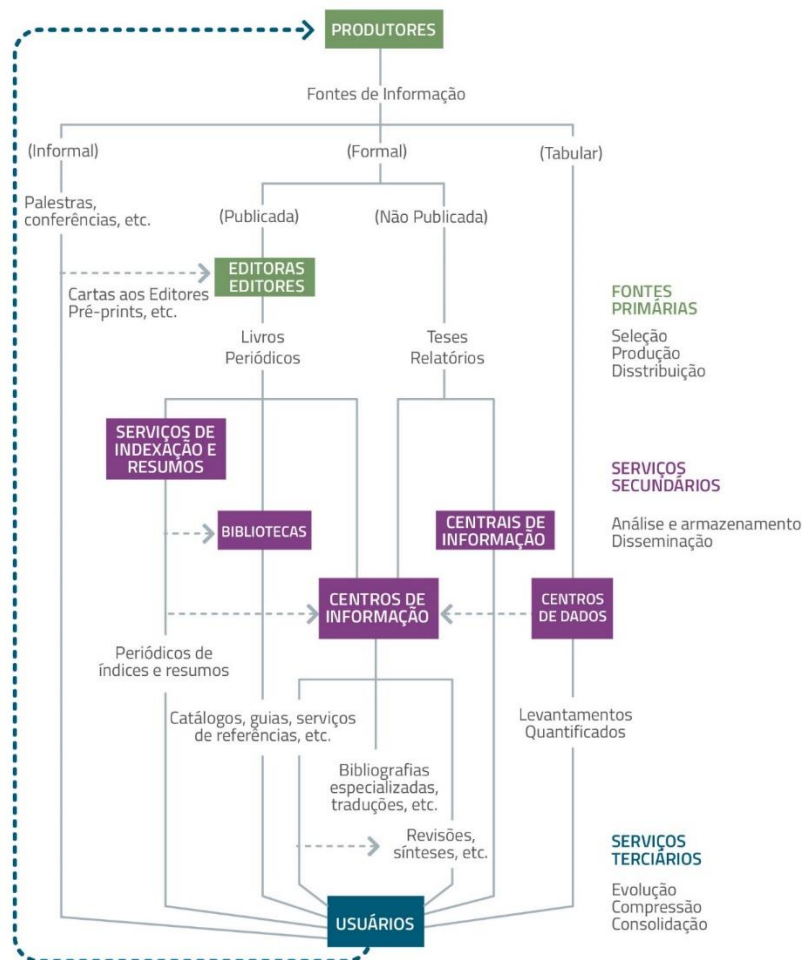 PRODUTORES
Fontes de Informação
(Informal)
(Formal)
(Tabular)
Palestras,
conferências, etc.
(Publicada)
(Não Publicada)
EDITORAS
EDITORES
Cartas aos Editores
Pré-prints, etc.
FONTES
PRIMÁRIAS
Seleção
Produção
Disstribuição
Livros
Periódicos
Teses
Relatórios
SERVIÇOS DE
INDEXAÇÃO E
RESUMOS
SERVIÇOS
SECUNDÁRIOS
Análise e armazenamento
Disseminação
BIBLIOTECAS
CENTRAIS DE
INFORMAÇÃO
CENTROS DE
INFORMAÇÃO
CENTROS
DE DADOS
Periódicos de
índices e resumos
Catálogos, guias, serviços
de referências, etc.
Levantamentos
Quantificados
Bibliografias
especializadas,
traduções, etc.
Revisões,
sínteses, etc.
SERVIÇOS
TERCIÁRIOS
Evolução
Compressão
Consolidação
USUÁRIOS